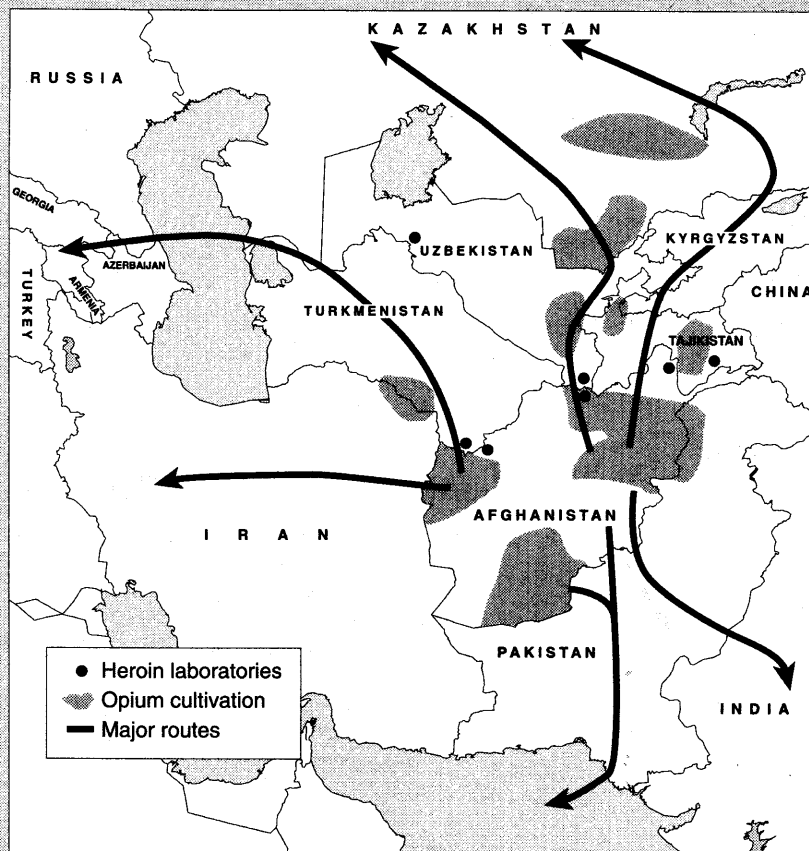 KAZAKHSTAN
RUSSIA
GEORGIA
UZBEKISTAN
KYRGYZSTAN
AZERBAIJAN
CHINA
TURKEY
ARMENIA
TURKMENISTAN
TAJIKISTAN
AFGHANISTAN
IRAN
PAKISTAN
Heroin laboratories
Opium cultivation
Major routes
INDIA